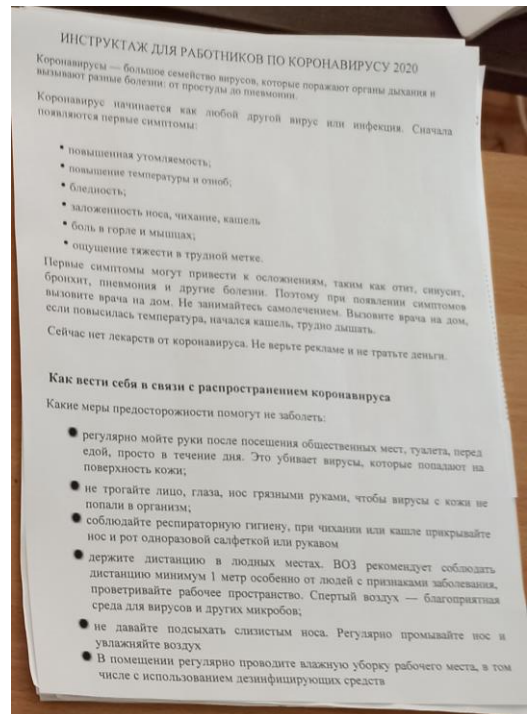 ИНСТРУКТАЖ ДЛЯ РАБОТНИКОВ ПО КОРОНАВИРУСУ 2020
Коронавирусы — большое семейство вирусов, которые поражают органы дыхания и
вызывают разные болезни: от простуды до пневмонии.
Коронавирус начинается как любой другой вирус или инфекция. Сначала
появляются первые симптомы:
• повышенная утомляемость;
• повышение температуры и озноб;
• бледность;
• заложенность носа, чихание, кашель
• боль в горле и мышцах;
• ощущение тяжести в трудной метке.
Первые симптомы могут привести к осложнениям, таким как отит, синусит,
бронхит, пневмония и другие болезни. Поэтому при появлении симптомов
вызовите врача на дом. Не занимайтесь самолечением. Вызовите врача на дом,
если повысилась температура, начался кашель, трудно дышать.
Сейчас нет лекарств от коронавируса. Не верьте рекламе и не тратьте деньги.
Как вести себя в связи с распространением коронавируса
Какие меры предосторожности помогут не заболеть:
● регулярно мойте руки после посещения общественных мест, туалета, перед
едой, просто в течение дня. Это убивает вирусы, которые попадают на
поверхность кожи;
● не трогайте лицо, глаза, нос грязными руками, чтобы вирусы с кожи не
попали в организм;
● соблюдайте респираторную гигиену, при чихании или кашле прикрывайте
нос и рот одноразовой салфеткой или рукавом
● держите дистанцию в людных местах. ВОЗ рекомендует соблюдать
дистанцию минимум 1 метр особенно от людей с признаками заболевания,
проветривайте рабочее пространство. Спертый воздух — благоприятная
среда для вирусов и других микробов;
● не давайте подсыхать слизистым носа. Регулярно промывайте нос и
увлажняйте воздух
● В помещении регулярно проводите влажную уборку рабочего места, в том
числе с использованием дезинфицирующих средств